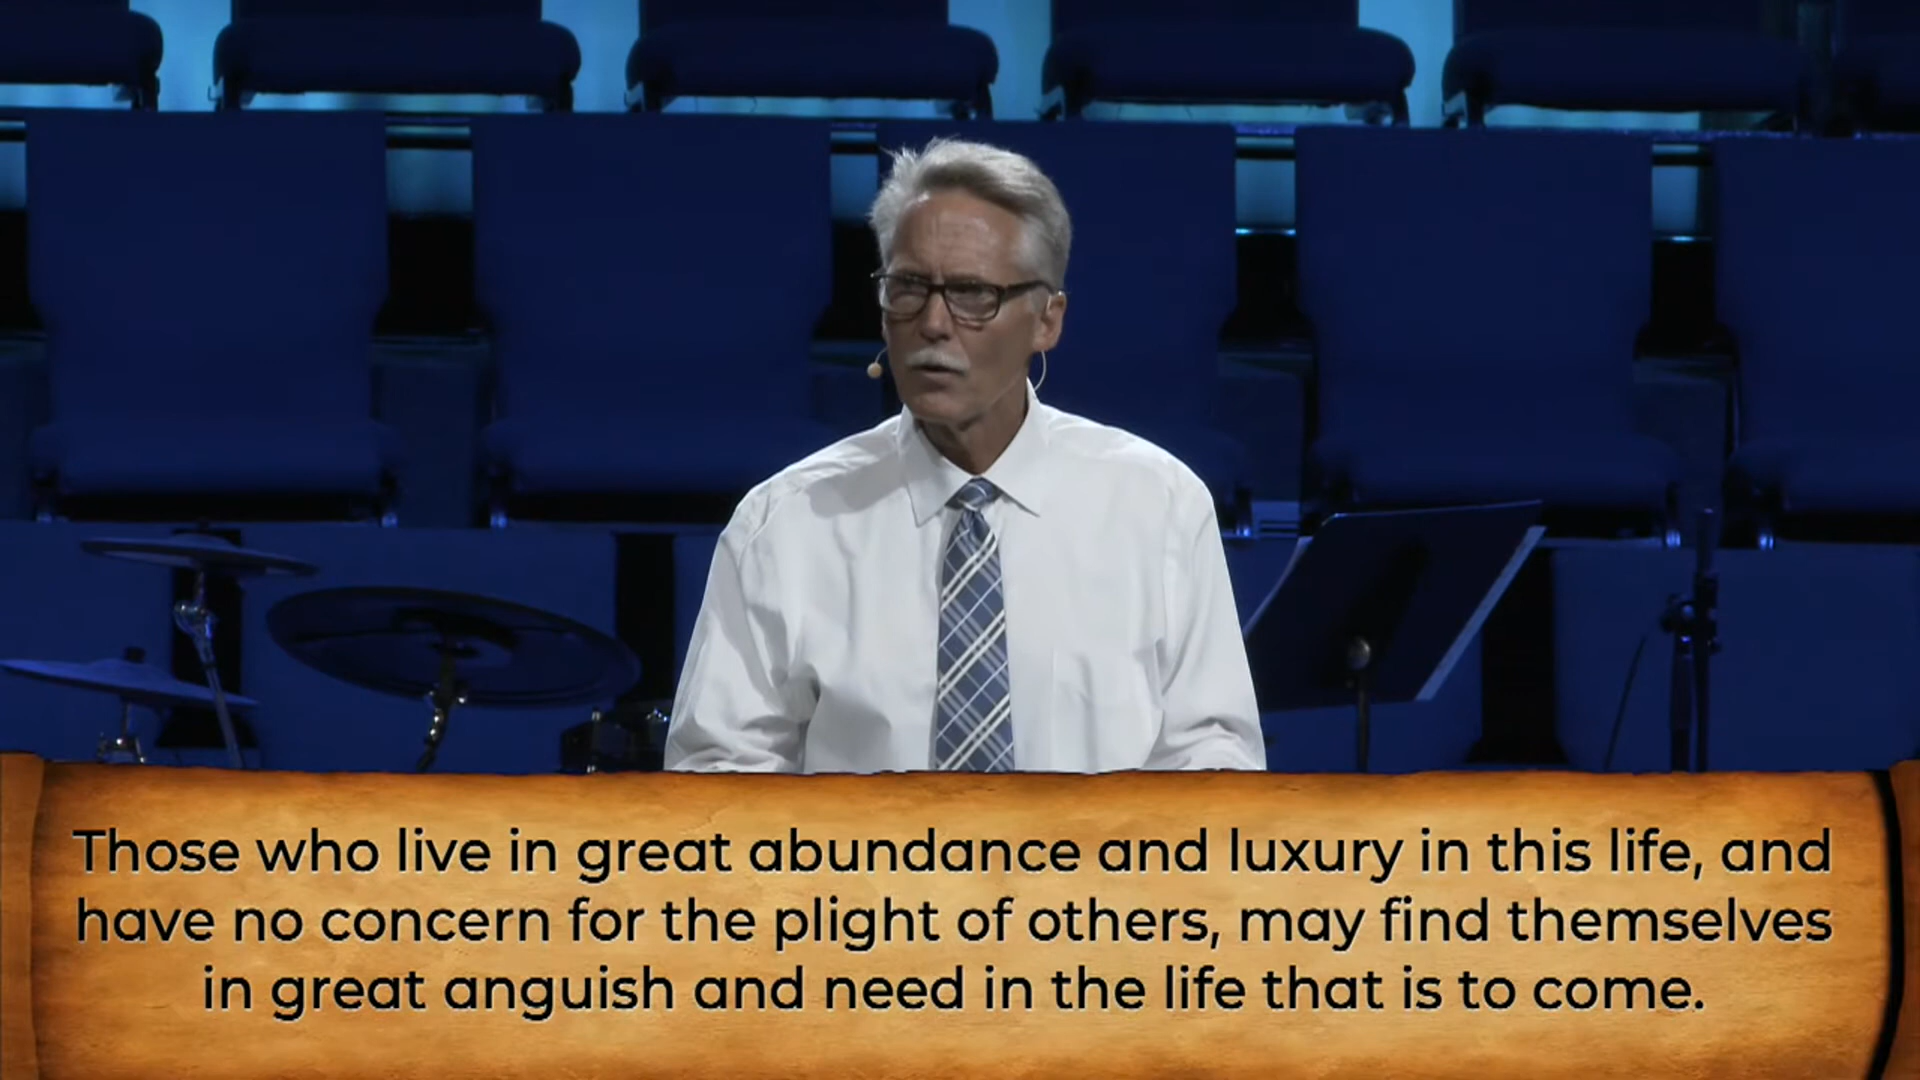 Those who live in great abundance and luxury in this life, and
have no concern for the plight of others, may find themselves
in great anguish and need in the life that is to come.